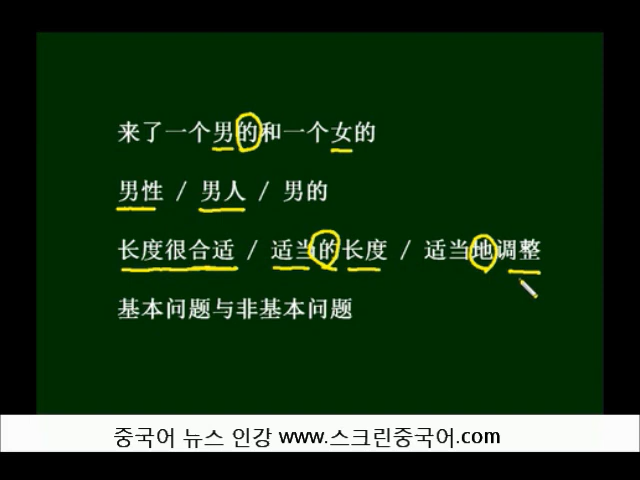 来了一个男的和一个女的
男性 / 男人 / 男的
长度很合适 / 适当的长度 / 适当地调整
基本问题与非基本问题
중국어 뉴스 인강 www.스크린중국어.com